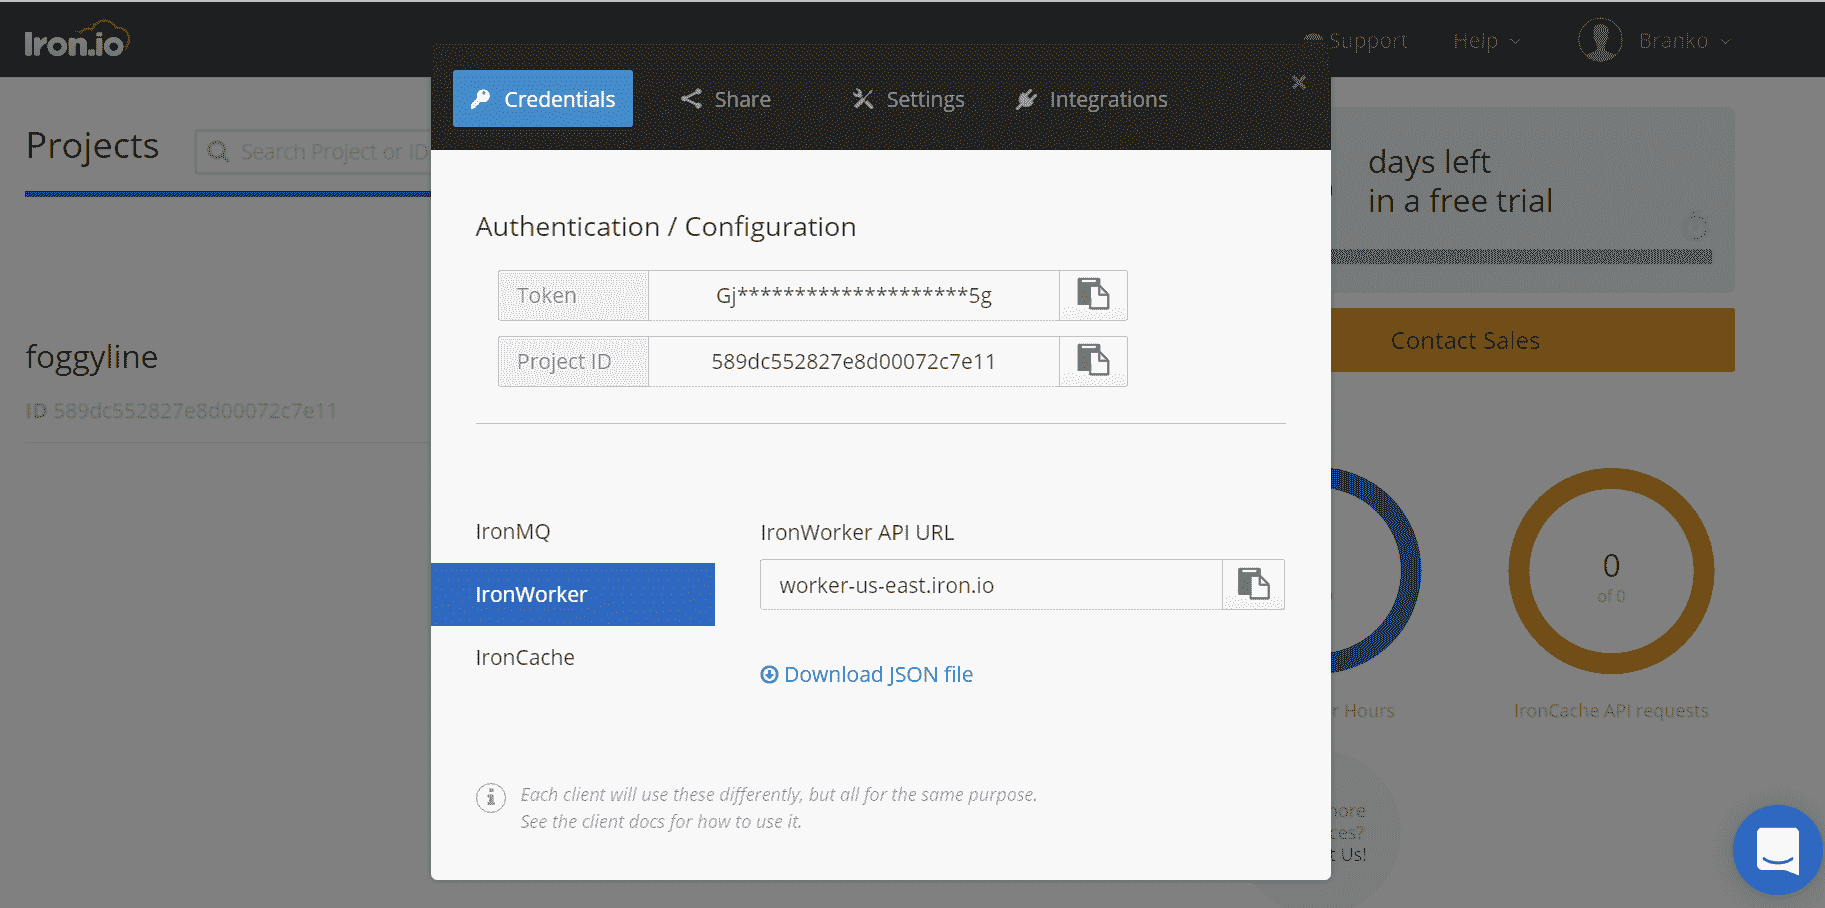 Iron.io
Support
Help
Branko
Credentials
Share
Settings
Integrations
Projects
Search Project or ID
days left
in a free trial
Authentication / Configuration
Token
Gj********************5g
Project ID
589dc552827e8d00072c7e11
Contact Sales
foggyline
ID 589dc552827e8d00072c7e11
IronMQ
IronWorker
IronCache
IronWorker API URL
worker-us-east.iron.io
Download JSON file
0
of 0
r Hours
IronCache API requests
Each client will use these differently, but all for the same purpose.
See the client docs for how to use it.
ore
ces?
t Us!